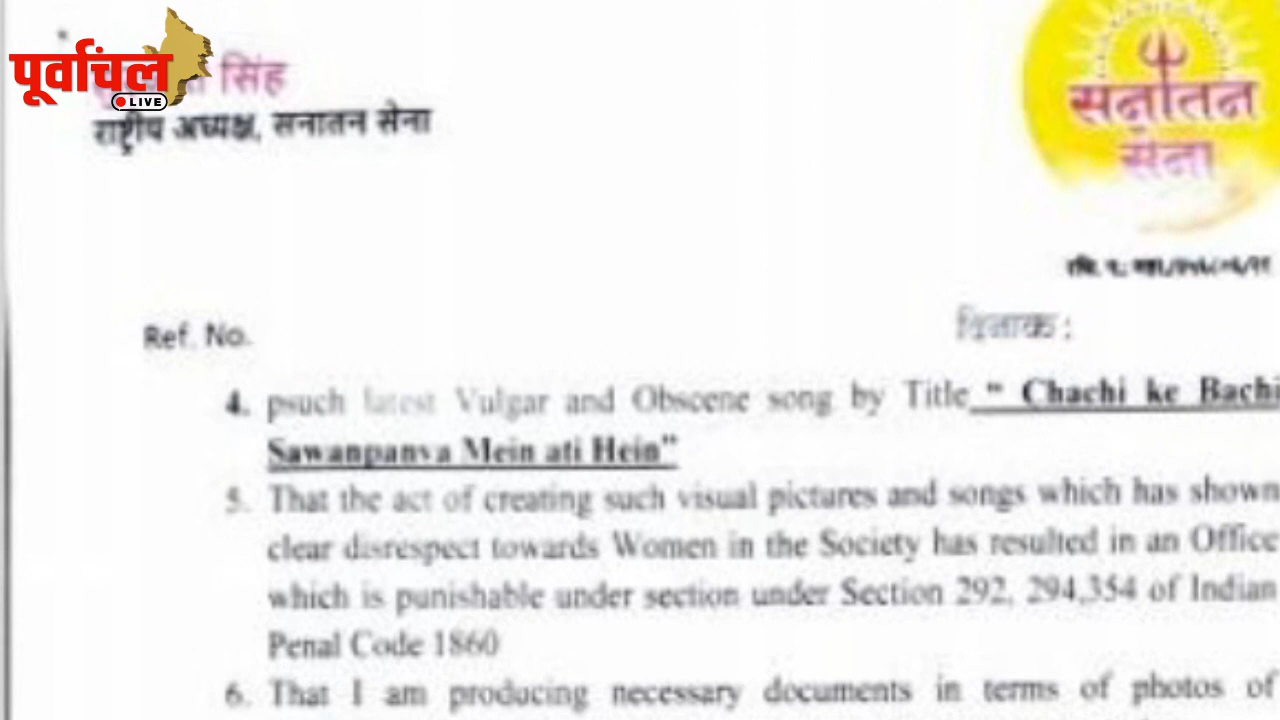 पूर्वांचल
LIVE
सिंह
राष्ट्रीय अध्यक्ष, सनातन सेना
सनातन
सेना
Ref. No.
दिनांक :
4. psuch latest Vulgar and Obscene song by Title " Chachi ke Bachi
Sawanpanva Mein ati Hein"
5. That the act of creating such visual pictures and songs which has shown
clear disrespect towards Women in the Society has resulted in an Office
which is punishable under section under Section 292, 294,354 of Indian
Penal Code 1860
6. That I am producing necessary documents in terms of photos of